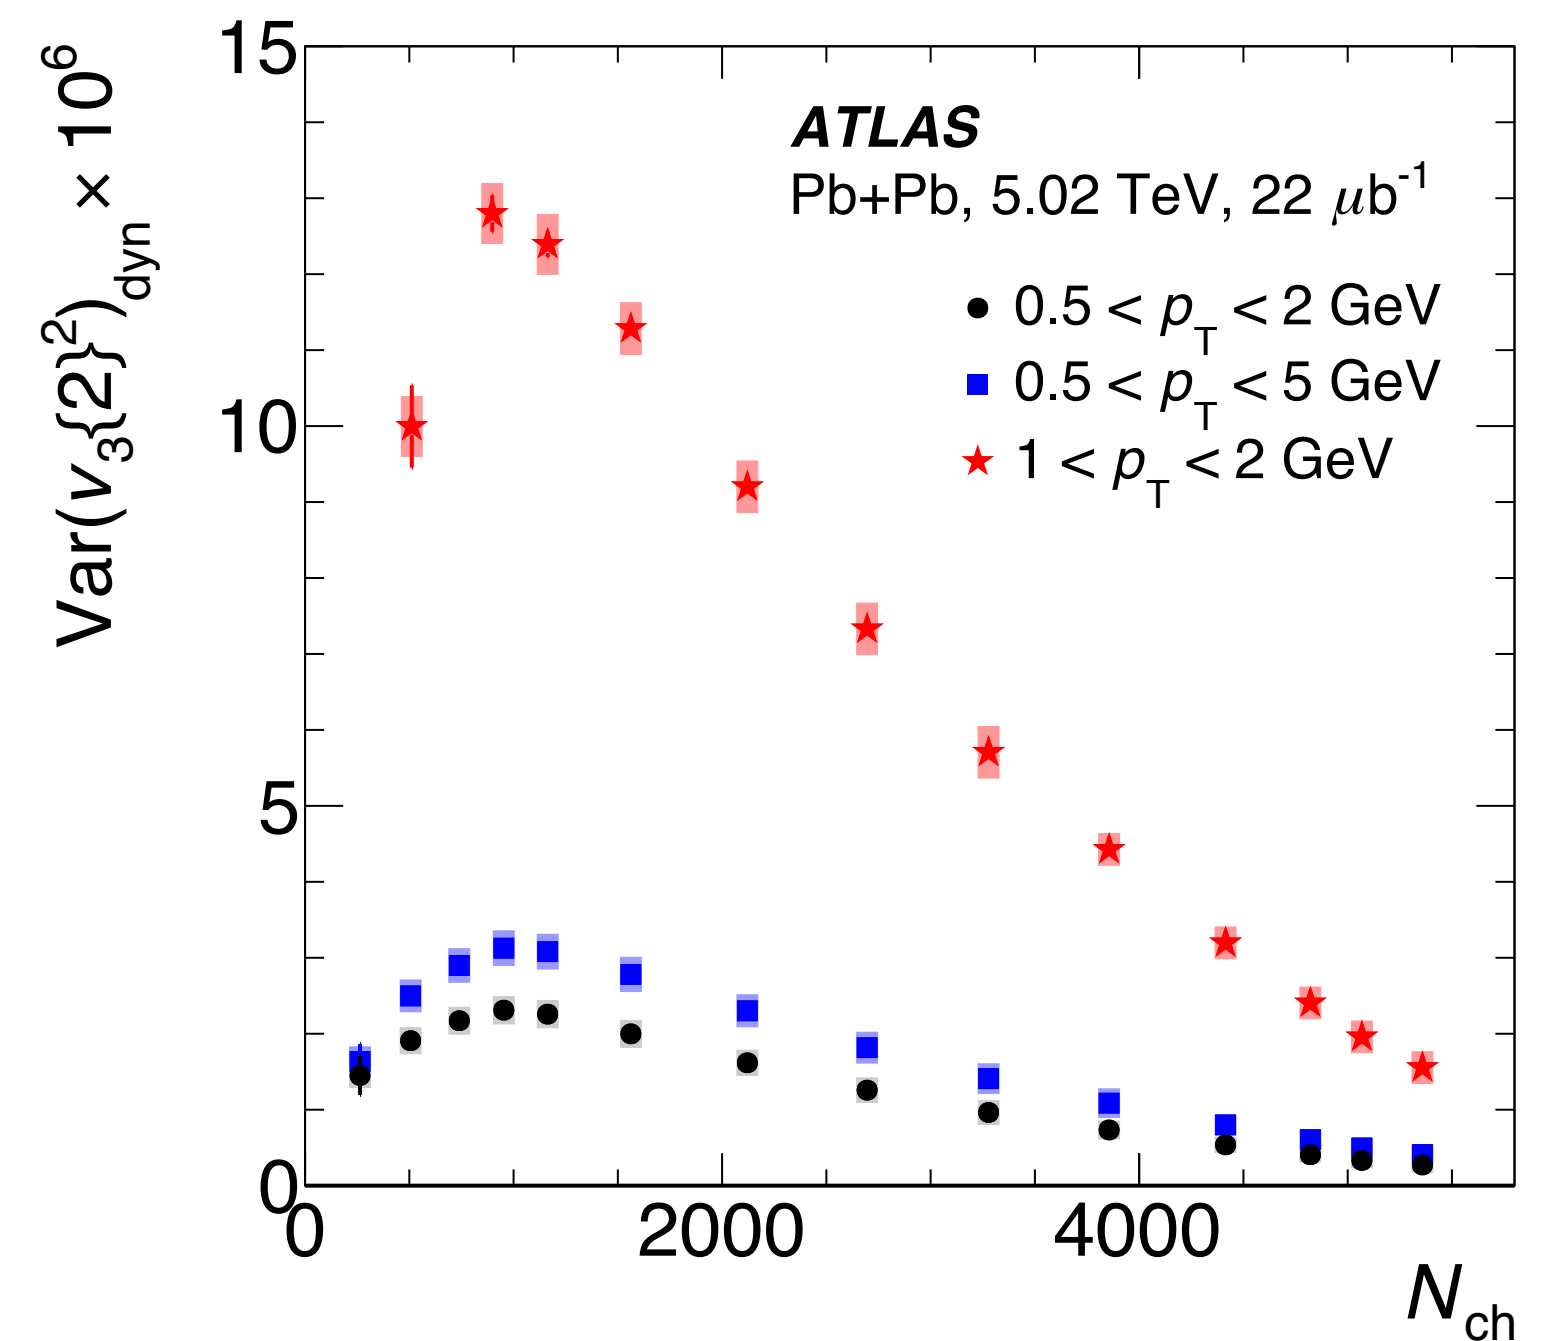 Var(v₃{2}²)dyn × 10⁶
15
10
5
0
ATLAS
Pb+Pb, 5.02 TeV, 22 μb⁻¹
0.5 < pT < 2 GeV
0.5 < pT < 5 GeV
1 < pT < 2 GeV
0 2000 4000
Nch